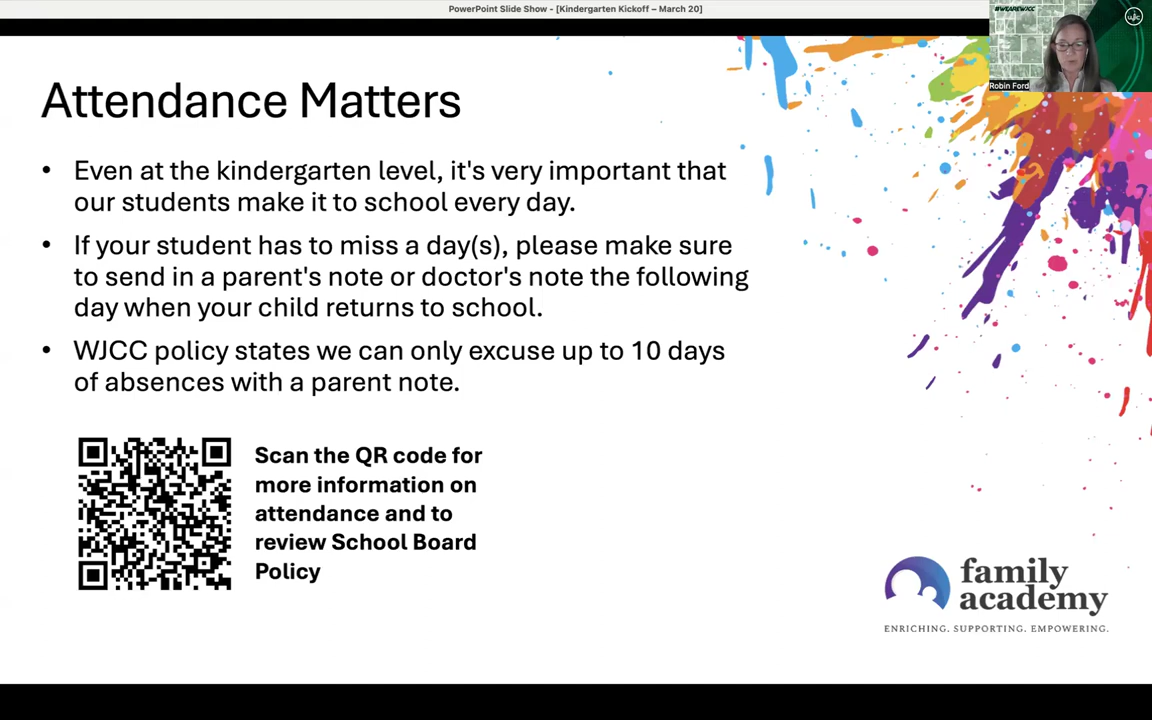 PowerPoint Slide Show - [Kindergarten Kickoff – March 20]
#WEAREWJCC
wjcc
Robin Ford
Attendance Matters
• Even at the kindergarten level, it's very important that
our students make it to school every day.
• If your student has to miss a day(s), please make sure
to send in a parent's note or doctor's note the following
day when your child returns to school.
• WJCC policy states we can only excuse up to 10 days
of absences with a parent note.
Scan the QR code for
more information on
attendance and to
review School Board
Policy
family
academy
ENRICHING. SUPPORTING. EMPOWERING.